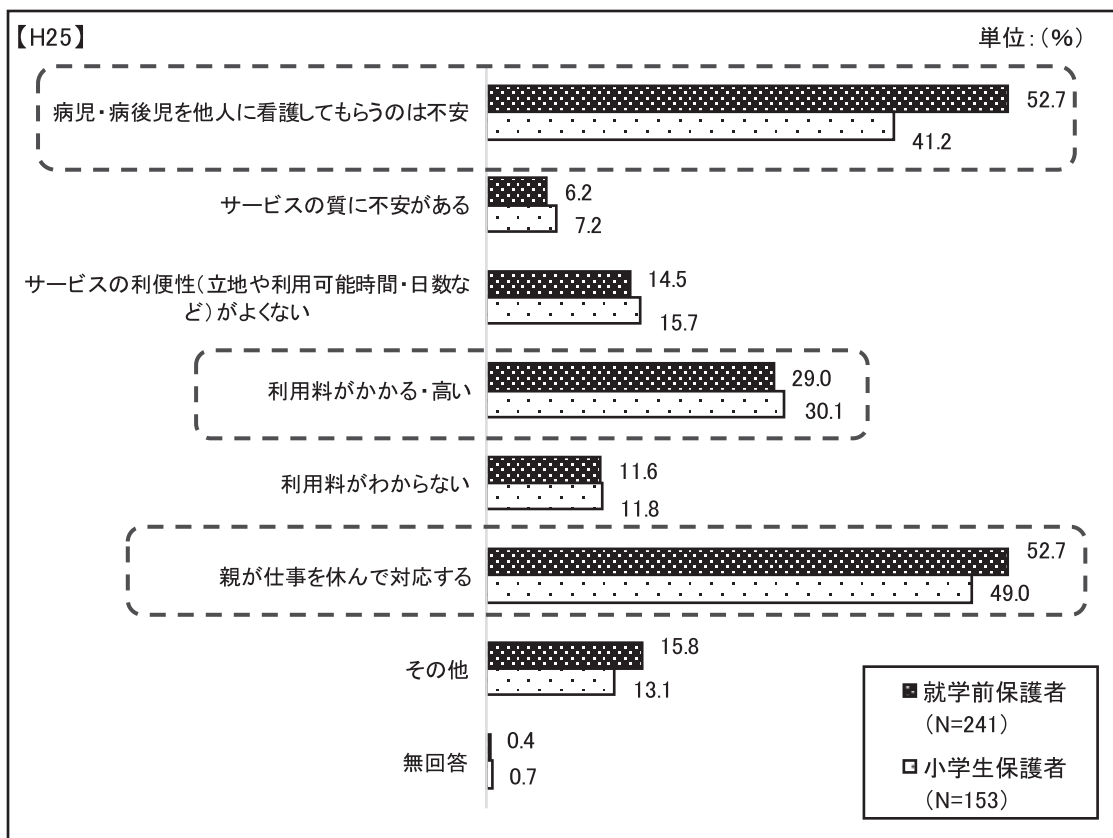 【H25】
単位：(%)
病児・病後児を他人に看護してもらうのは不安
52.7
41.2
サービスの質に不安がある
6.2
7.2
サービスの利便性(立地や利用可能時間・日数な
ど)がよくない
14.5
15.7
利用料がかかる・高い
29.0
30.1
利用料がわからない
11.6
11.8
親が仕事を休んで対応する
52.7
49.0
その他
15.8
13.1
無回答
0.4
0.7
就学前保護者
(N=241)
小学生保護者
(N=153)